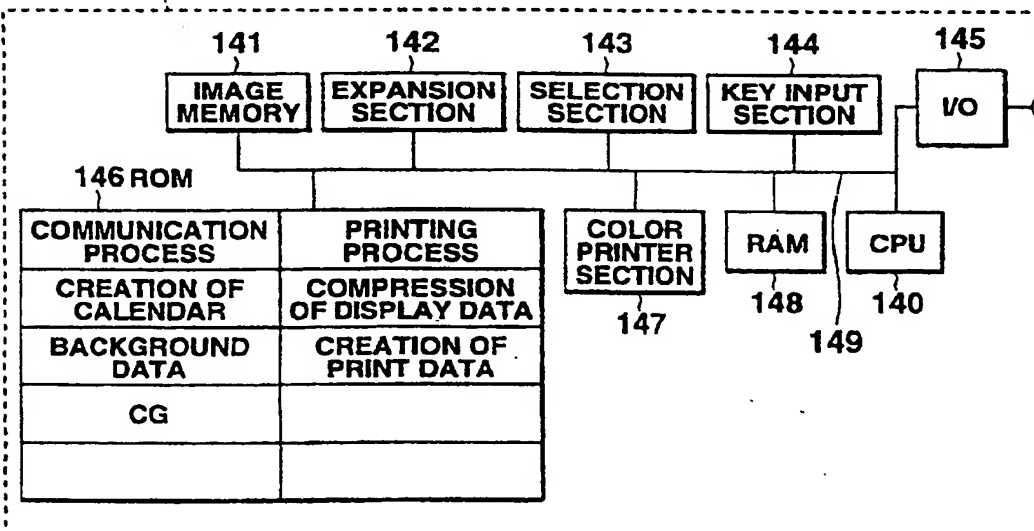 141 142 143 144 145
IMAGE MEMORY
EXPANSION SECTION
SELECTION SECTION
KEY INPUT SECTION
I/O
146 ROM
COMMUNICATION PROCESS
PRINTING PROCESS
CREATION OF CALENDAR
COMPRESSION OF DISPLAY DATA
BACKGROUND DATA
CREATION OF PRINT DATA
CG
COLOR PRINTER SECTION
RAM
CPU
147 148 149 140